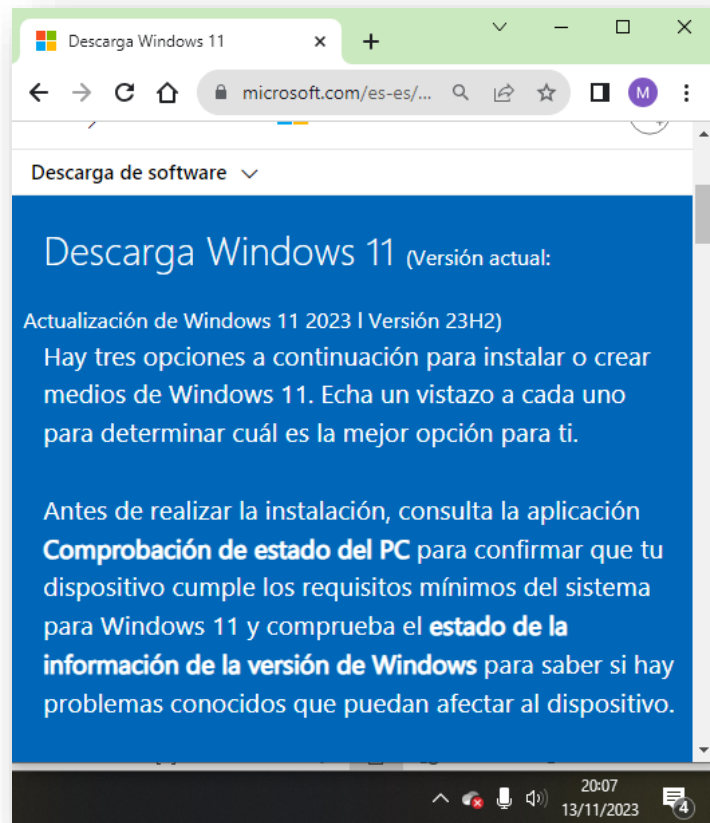 Descarga Windows 11
microsoft.com/es-es/...
M
Descarga de software
Descarga Windows 11 (Versión actual:
Actualización de Windows 11 2023 l Versión 23H2)
Hay tres opciones a continuación para instalar o crear
medios de Windows 11. Echa un vistazo a cada uno
para determinar cuál es la mejor opción para ti.
Antes de realizar la instalación, consulta la aplicación
Comprobación de estado del PC para confirmar que tu
dispositivo cumple los requisitos mínimos del sistema
para Windows 11 y comprueba el estado de la
información de la versión de Windows para saber si hay
problemas conocidos que puedan afectar al dispositivo.
20:07
13/11/2023
4